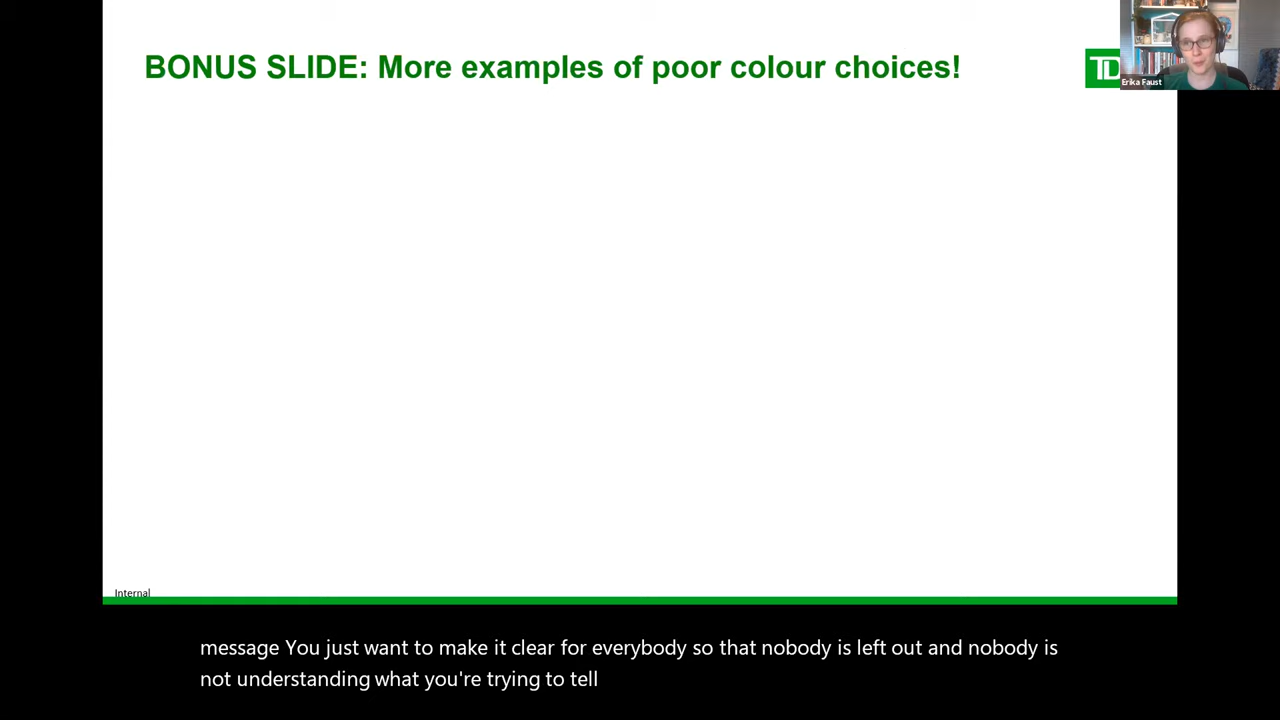 BONUS SLIDE: More examples of poor colour choices!
TD
Erika Faust
Internal
message You just want to make it clear for everybody so that nobody is left out and nobody is
not understanding what you're trying to tell